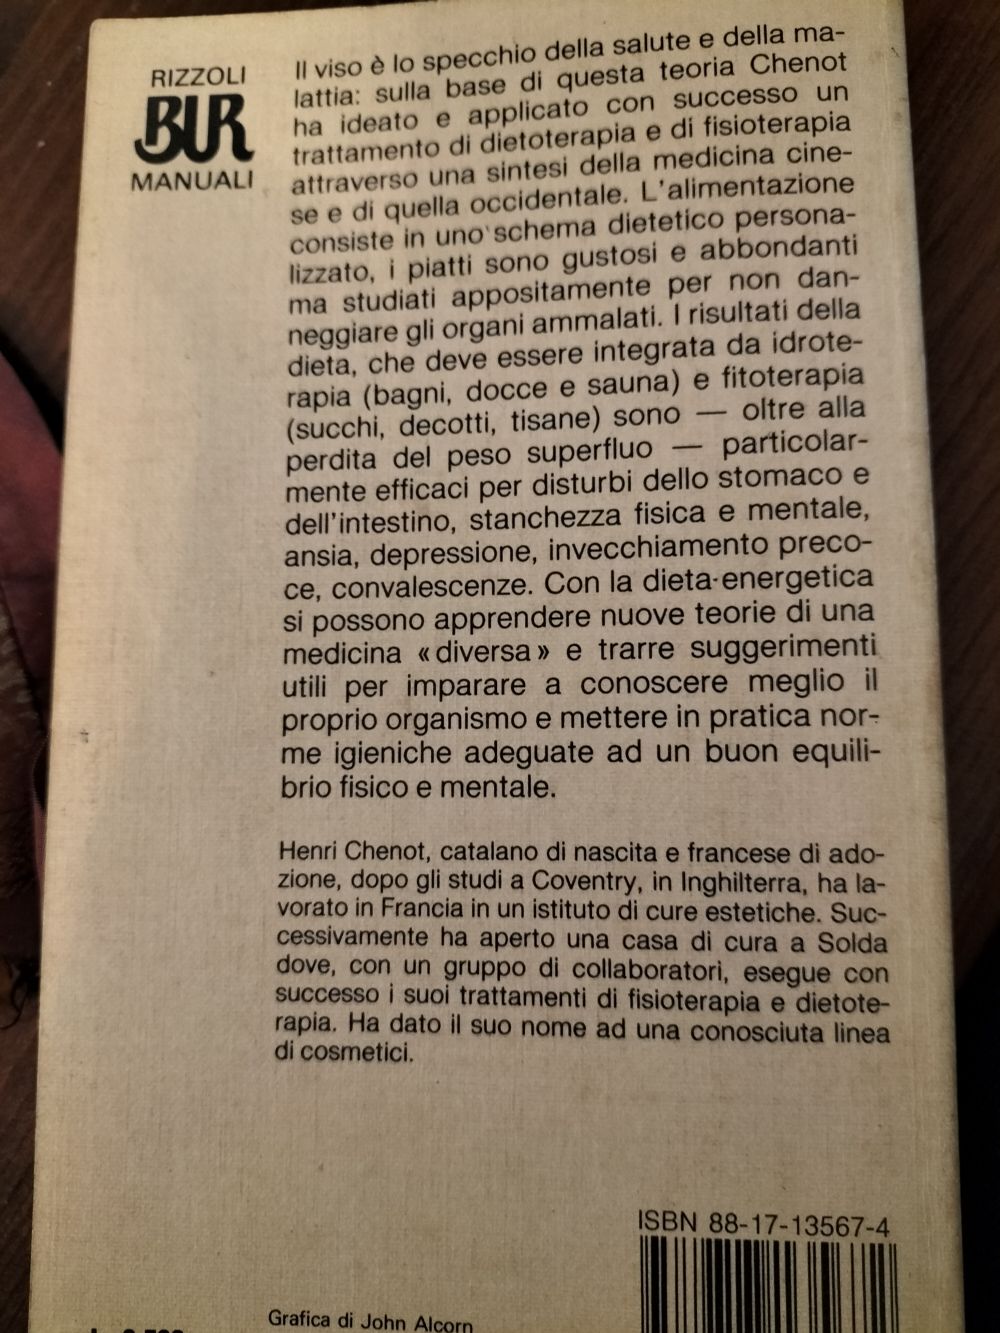 RIZZOLI
BUR
MANUALI
Il viso è lo specchio della salute e della ma-
lattia: sulla base di questa teoria Chenot
ha ideato e applicato con successo un
trattamento di dietoterapia e di fisioterapia
attraverso una sintesi della medicina cine-
se e di quella occidentale. L'alimentazione
consiste in uno schema dietetico persona-
lizzato, i piatti sono gustosi e abbondanti
ma studiati appositamente per non dan-
neggiare gli organi ammalati. I risultati della
dieta, che deve essere integrata da idrote-
rapia (bagni, docce e sauna) e fitoterapia
(succhi, decotti, tisane) sono — oltre alla
perdita del peso superfluo — particolar-
mente efficaci per disturbi dello stomaco e
dell'intestino, stanchezza fisica e mentale,
ansia, depressione, invecchiamento preco-
ce, convalescenze. Con la dieta energetica
si possono apprendere nuove teorie di una
medicina «diversa» e trarre suggerimenti
utili per imparare a conoscere meglio il
proprio organismo e mettere in pratica nor-
me igieniche adeguate ad un buon equili-
brio fisico e mentale.
Henri Chenot, catalano di nascita e francese di ado-
zione, dopo gli studi a Coventry, in Inghilterra, ha la-
vorato in Francia in un istituto di cure estetiche. Suc-
cessivamente ha aperto una casa di cura a Solda
dove, con un gruppo di collaboratori, esegue con
successo i suoi trattamenti di fisioterapia e dietote-
rapia. Ha dato il suo nome ad una conosciuta linea
di cosmetici.
ISBN 88-17-13567-4
Grafica di John Alcorn